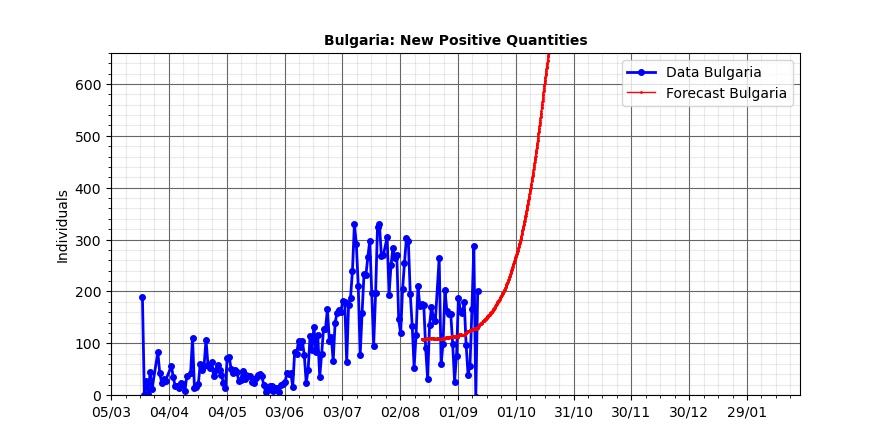 Bulgaria: New Positive Quantities
Data Bulgaria
Forecast Bulgaria
Individuals
600
500
400
300
200
100
0
05/03 04/04 04/05 03/06 03/07 02/08 01/09 01/10 31/10 30/11 30/12 29/01